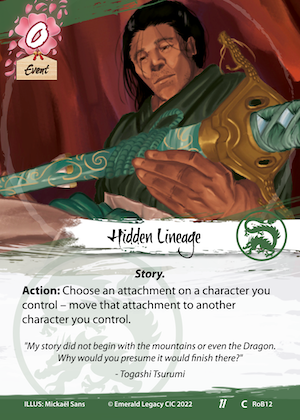 0
Event
Hidden Lineage
Story.
Action: Choose an attachment on a character you
control – move that attachment to another
character you control.
"My story did not begin with the mountains or even the Dragon.
Why would you presume it would finish there?"
- Togashi Tsurumi
ILLUS: Mickaël Sans © Emerald Legacy CIC 2022 11 C RoB12